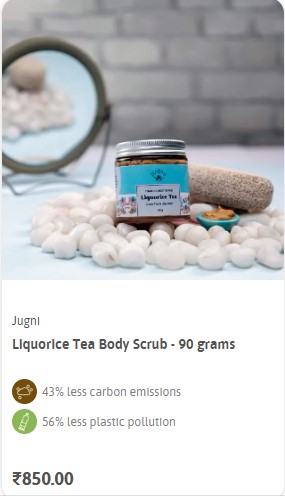 Liquorice Tea
Jugni
Liquorice Tea Body Scrub - 90 grams
43% less carbon emissions
56% less plastic pollution
₹850.00